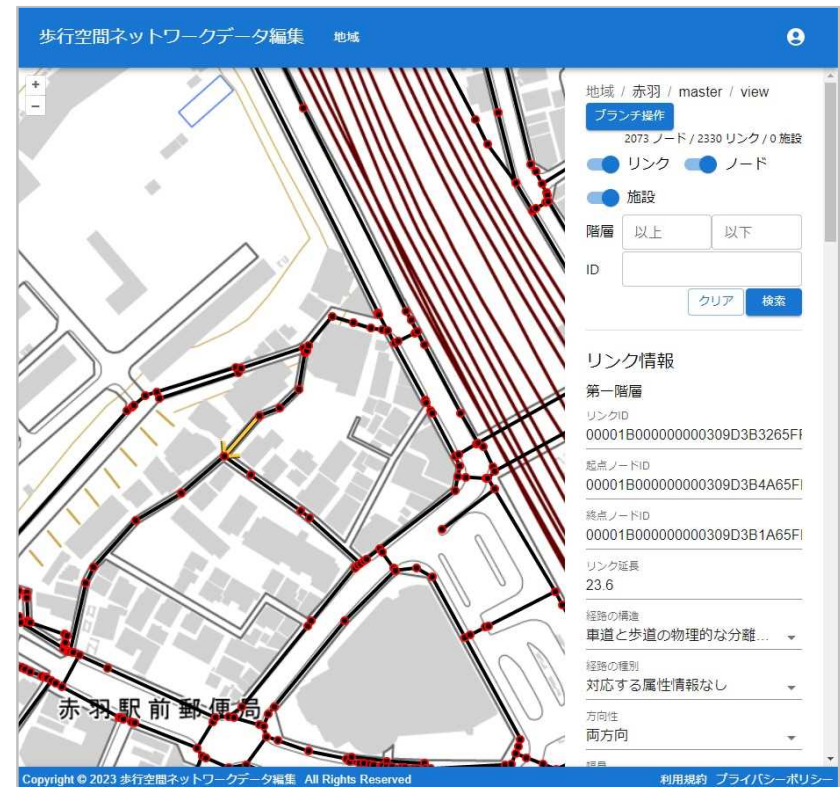 歩行空間ネットワークデータ編集 地域
+
−
地域 / 赤羽 / master / view
ブランチ操作
2073 ノード / 2330 リンク / 0 施設
リンク ノード
施設
階層 以上 以下
ID
クリア 検索
リンク情報
第一階層
リンクID
00001B000000000309D3B3265F
起点ノードID
00001B000000000309D3B4A65F
終点ノードID
00001B000000000309D3B1A65F
リンク延長
23.6
経路の構造
車道と歩道の物理的な分離...
経路の種別
対応する属性情報なし
方向性
両方向
赤羽駅前郵便局
Copyright © 2023 歩行空間ネットワークデータ編集 All Rights Reserved
利用規約 プライバシーポリシー